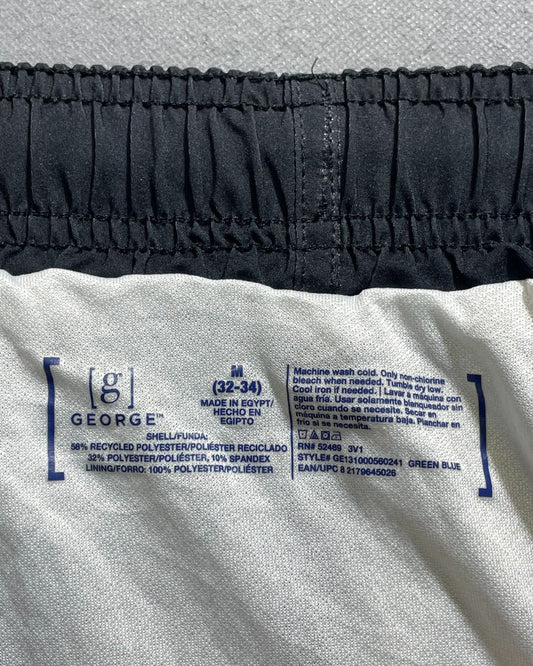 [g]
GEORGE™
M
(32-34)
MADE IN EGYPT/
HECHO EN
EGIPTO
SHELL/FUNDA:
58% RECYCLED POLYESTER/POLIÉSTER RECICLADO
32% POLYESTER/POLIÉSTER, 10% SPANDEX
LINING/FORRO: 100% POLYESTER/POLIÉSTER
Machine wash cold. Only non-chlorine
bleach when needed. Tumble dry low.
Cool iron if needed. | Lavar à máquina con
agua fría. Usar solamente blanqueador sin
cloro cuando se necesite. Secar en
máquina a temperatura baja. Planchar en
frío si se necesite.
RN# 52469 3V1
STYLE# GE131000560241 GREEN BLUE
EAN/UPC 8 2179645026